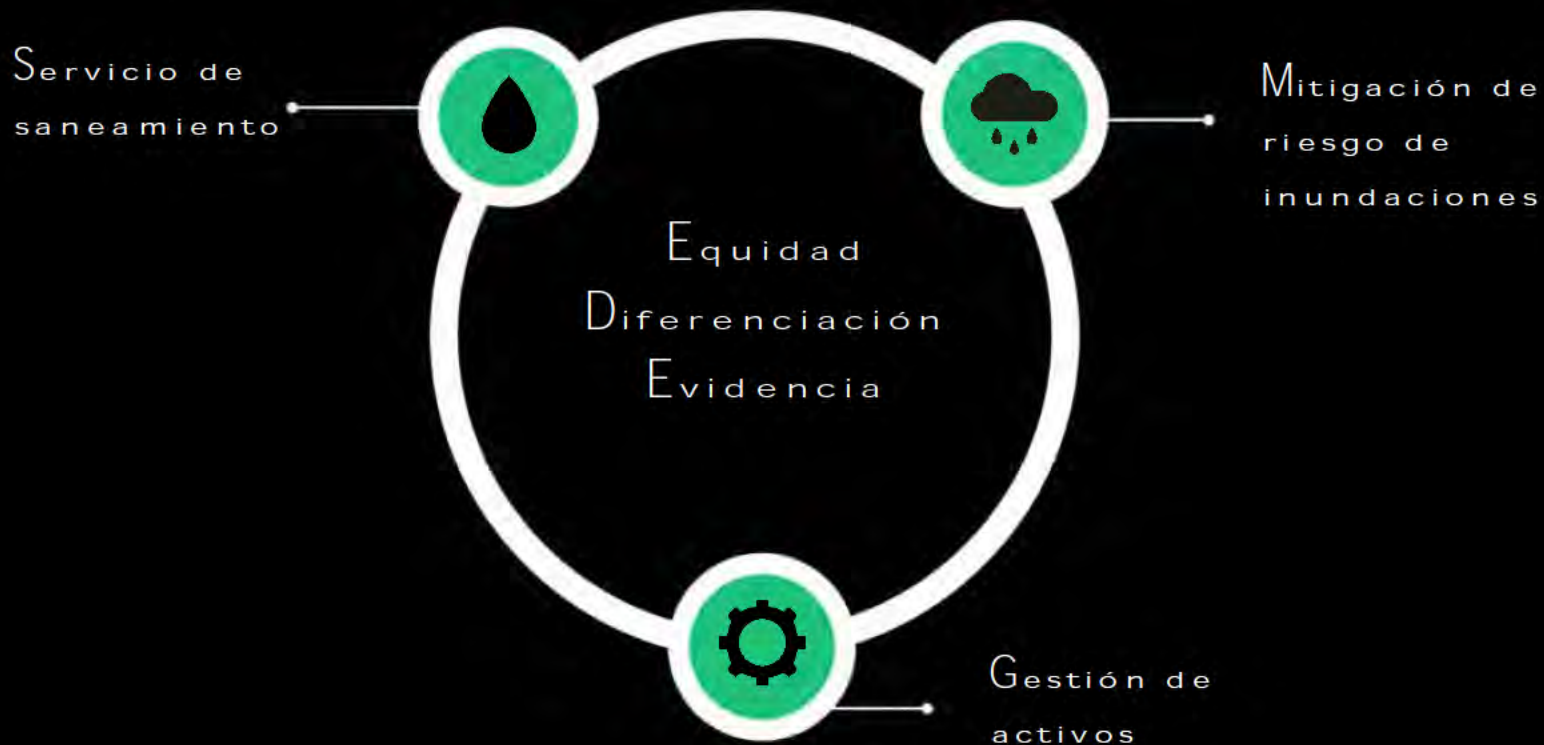 Servicio de
saneamiento
Mitigación de
riesgo de
inundaciones
Equidad
Diferenciación
Evidencia
Gestión de
activos